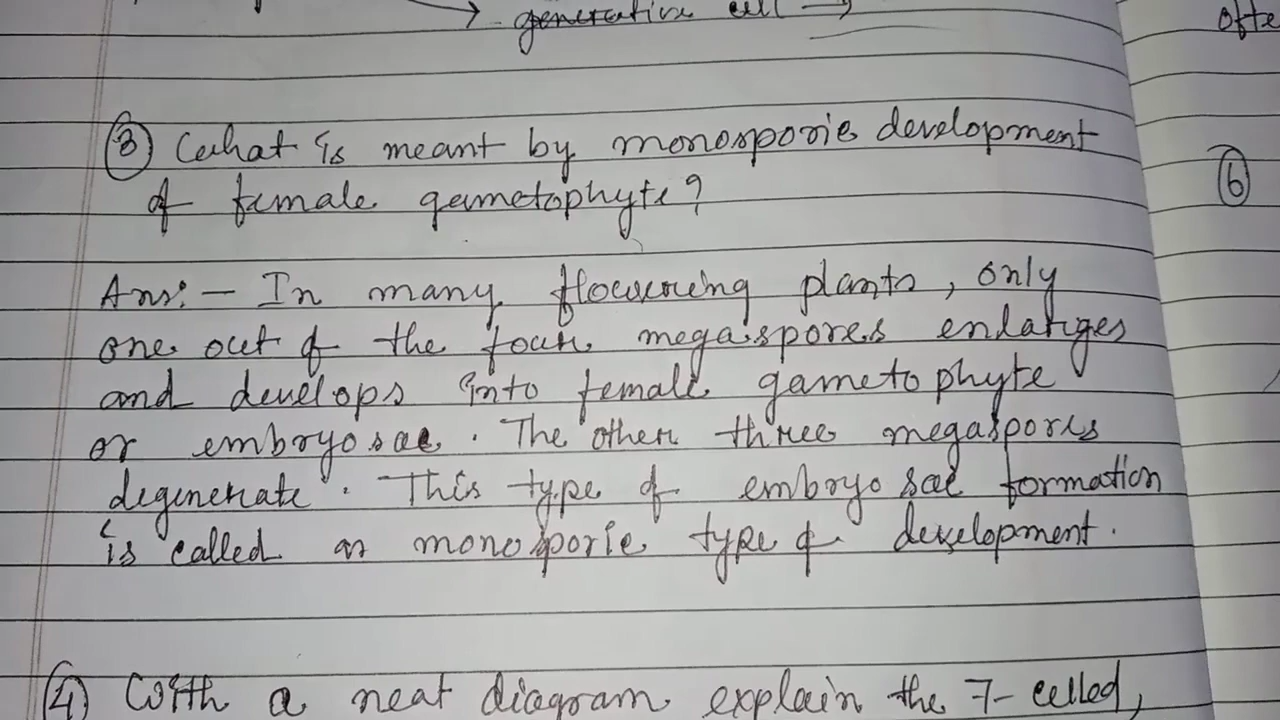 generative cell →
ofte
③ What is meant by monosporic development
of female gametophyte?
⑥
Ans:- In many flowering plants, only
one out of the four megaspores enlarges
and develops into female gametophyte
or embryo sac. The other three megaspores
degenerate. This type of embryo sac formation
is called as monosporic type of development.
④ With a neat diagram explain the 7-celled,